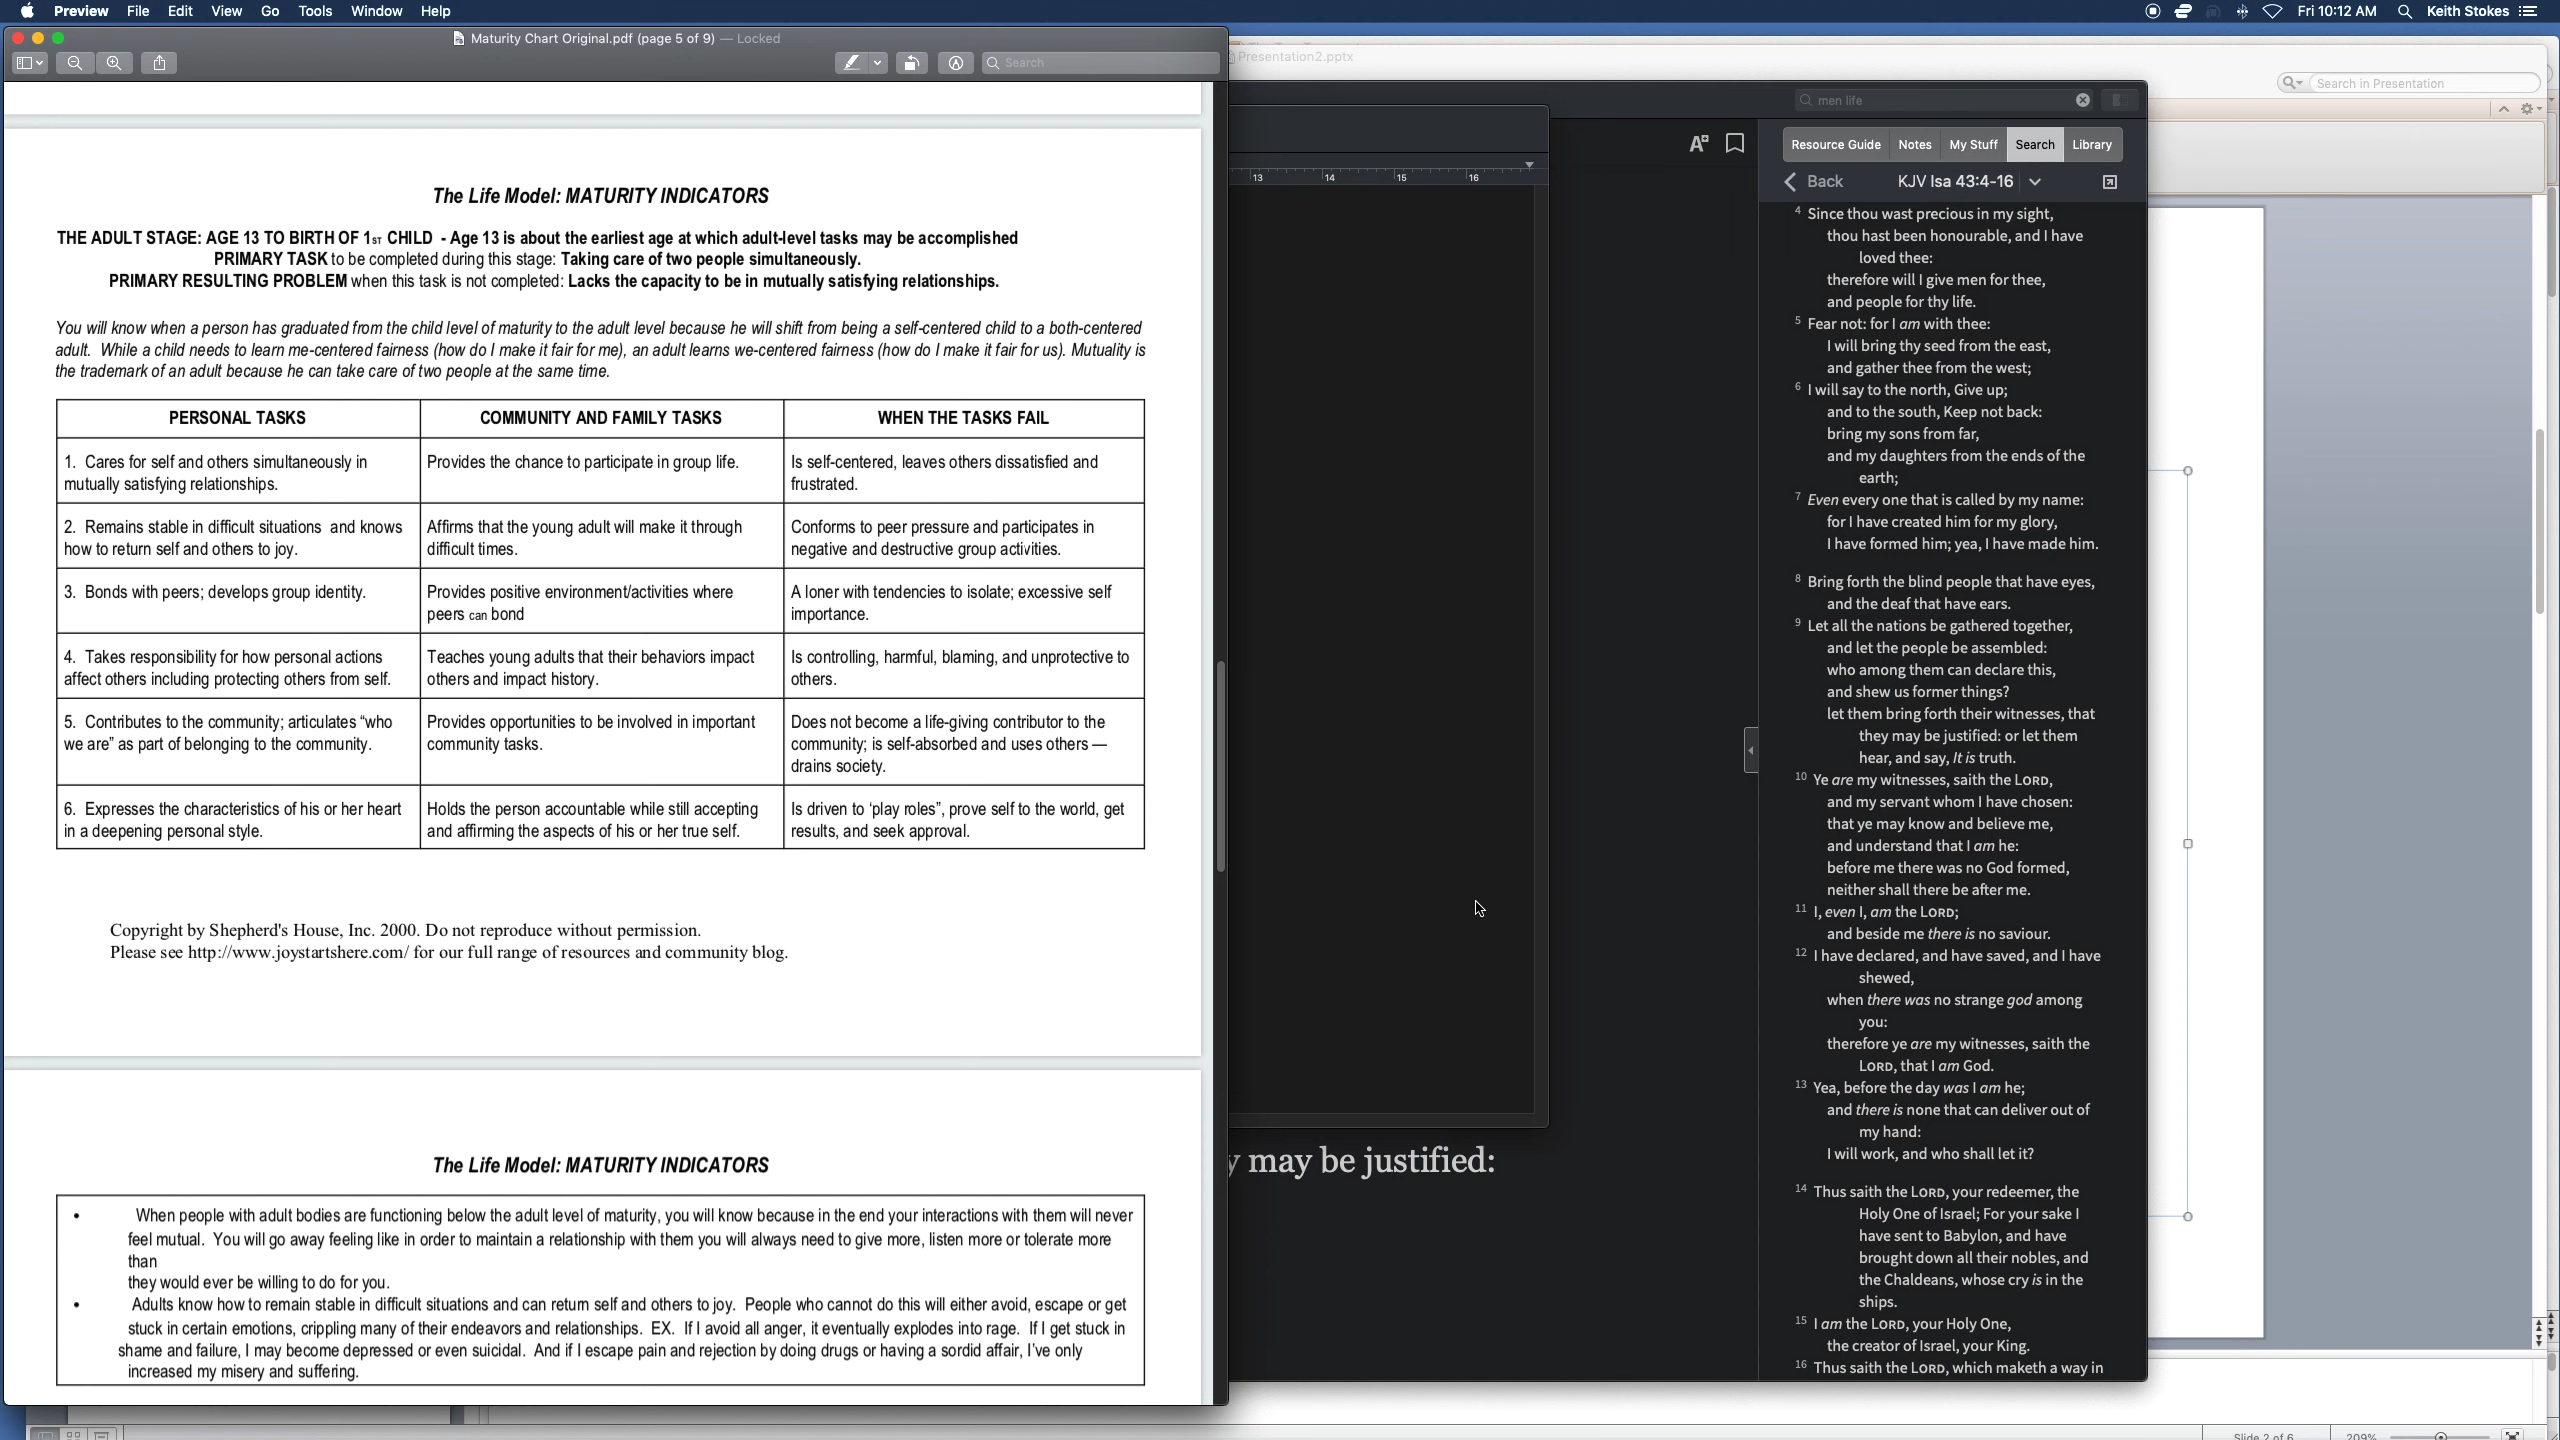 Preview File Edit View Go Tools Window Help
Fri 10:12 AM Keith Stokes
Maturity Chart Original.pdf (page 5 of 9) — Locked
Search
The Life Model: MATURITY INDICATORS
THE ADULT STAGE: AGE 13 TO BIRTH OF 1ST CHILD - Age 13 is about the earliest age at which adult-level tasks may be accomplished
PRIMARY TASK to be completed during this stage: Taking care of two people simultaneously.
PRIMARY RESULTING PROBLEM when this task is not completed: Lacks the capacity to be in mutually satisfying relationships.
You will know when a person has graduated from the child level of maturity to the adult level because he will shift from being a self-centered child to a both-centered
adult. While a child needs to learn me-centered fairness (how do I make it fair for me), an adult learns we-centered fairness (how do I make it fair for us). Mutuality is
the trademark of an adult because he can take care of two people at the same time.
PERSONAL TASKS COMMUNITY AND FAMILY TASKS WHEN THE TASKS FAIL
1. Cares for self and others simultaneously in
mutually satisfying relationships.
Provides the chance to participate in group life.
Is self-centered, leaves others dissatisfied and
frustrated.
2. Remains stable in difficult situations and knows
how to return self and others to joy.
Affirms that the young adult will make it through
difficult times.
Conforms to peer pressure and participates in
negative and destructive group activities.
3. Bonds with peers; develops group identity.
Provides positive environment/activities where
peers can bond
A loner with tendencies to isolate; excessive self
importance.
4. Takes responsibility for how personal actions
affect others including protecting others from self.
Teaches young adults that their behaviors impact
others and impact history.
Is controlling, harmful, blaming, and unprotective to
others.
5. Contributes to the community; articulates “who
we are” as part of belonging to the community.
Provides opportunities to be involved in important
community tasks.
Does not become a life-giving contributor to the
community; is self-absorbed and uses others —
drains society.
6. Expresses the characteristics of his or her heart
in a deepening personal style.
Holds the person accountable while still accepting
and affirming the aspects of his or her true self.
Is driven to ‘play roles”, prove self to the world, get
results, and seek approval.
Copyright by Shepherd's House, Inc. 2000. Do not reproduce without permission.
Please see http://www.joystartshere.com/ for our full range of resources and community blog.
The Life Model: MATURITY INDICATORS
• When people with adult bodies are functioning below the adult level of maturity, you will know because in the end your interactions with them will never
feel mutual. You will go away feeling like in order to maintain a relationship with them you will always need to give more, listen more or tolerate more
than
they would ever be willing to do for you.
• Adults know how to remain stable in difficult situations and can return self and others to joy. People who cannot do this will either avoid, escape or get
stuck in certain emotions, crippling many of their endeavors and relationships. EX. If I avoid all anger, it eventually explodes into rage. If I get stuck in
shame and failure, I may become depressed or even suicidal. And if I escape pain and rejection by doing drugs or having a sordid affair, I've only
increased my misery and suffering.
Presentation2.pptx
Search in Presentation
13 14 15 16
y may be justified:
men life
Resource Guide Notes My Stuff Search Library
Back KJV Isa 43:4-16
4 Since thou wast precious in my sight,
thou hast been honourable, and I have
loved thee:
therefore will I give men for thee,
and people for thy life.
5 Fear not: for I am with thee:
I will bring thy seed from the east,
and gather thee from the west;
6 I will say to the north, Give up;
and to the south, Keep not back:
bring my sons from far,
and my daughters from the ends of the
earth;
7 Even every one that is called by my name:
for I have created him for my glory,
I have formed him; yea, I have made him.
8 Bring forth the blind people that have eyes,
and the deaf that have ears.
9 Let all the nations be gathered together,
and let the people be assembled:
who among them can declare this,
and shew us former things?
let them bring forth their witnesses, that
they may be justified: or let them
hear, and say, It is truth.
10 Ye are my witnesses, saith the LORD,
and my servant whom I have chosen:
that ye may know and believe me,
and understand that I am he:
before me there was no God formed,
neither shall there be after me.
11 I, even I, am the LORD;
and beside me there is no saviour.
12 I have declared, and have saved, and I have
shewed,
when there was no strange god among
you:
therefore ye are my witnesses, saith the
LORD, that I am God.
13 Yea, before the day was I am he;
and there is none that can deliver out of
my hand:
I will work, and who shall let it?
14 Thus saith the LORD, your redeemer, the
Holy One of Israel; For your sake I
have sent to Babylon, and have
brought down all their nobles, and
the Chaldeans, whose cry is in the
ships.
15 I am the LORD, your Holy One,
the creator of Israel, your King.
16 Thus saith the LORD, which maketh a way in
Slide 2 of 6 209%